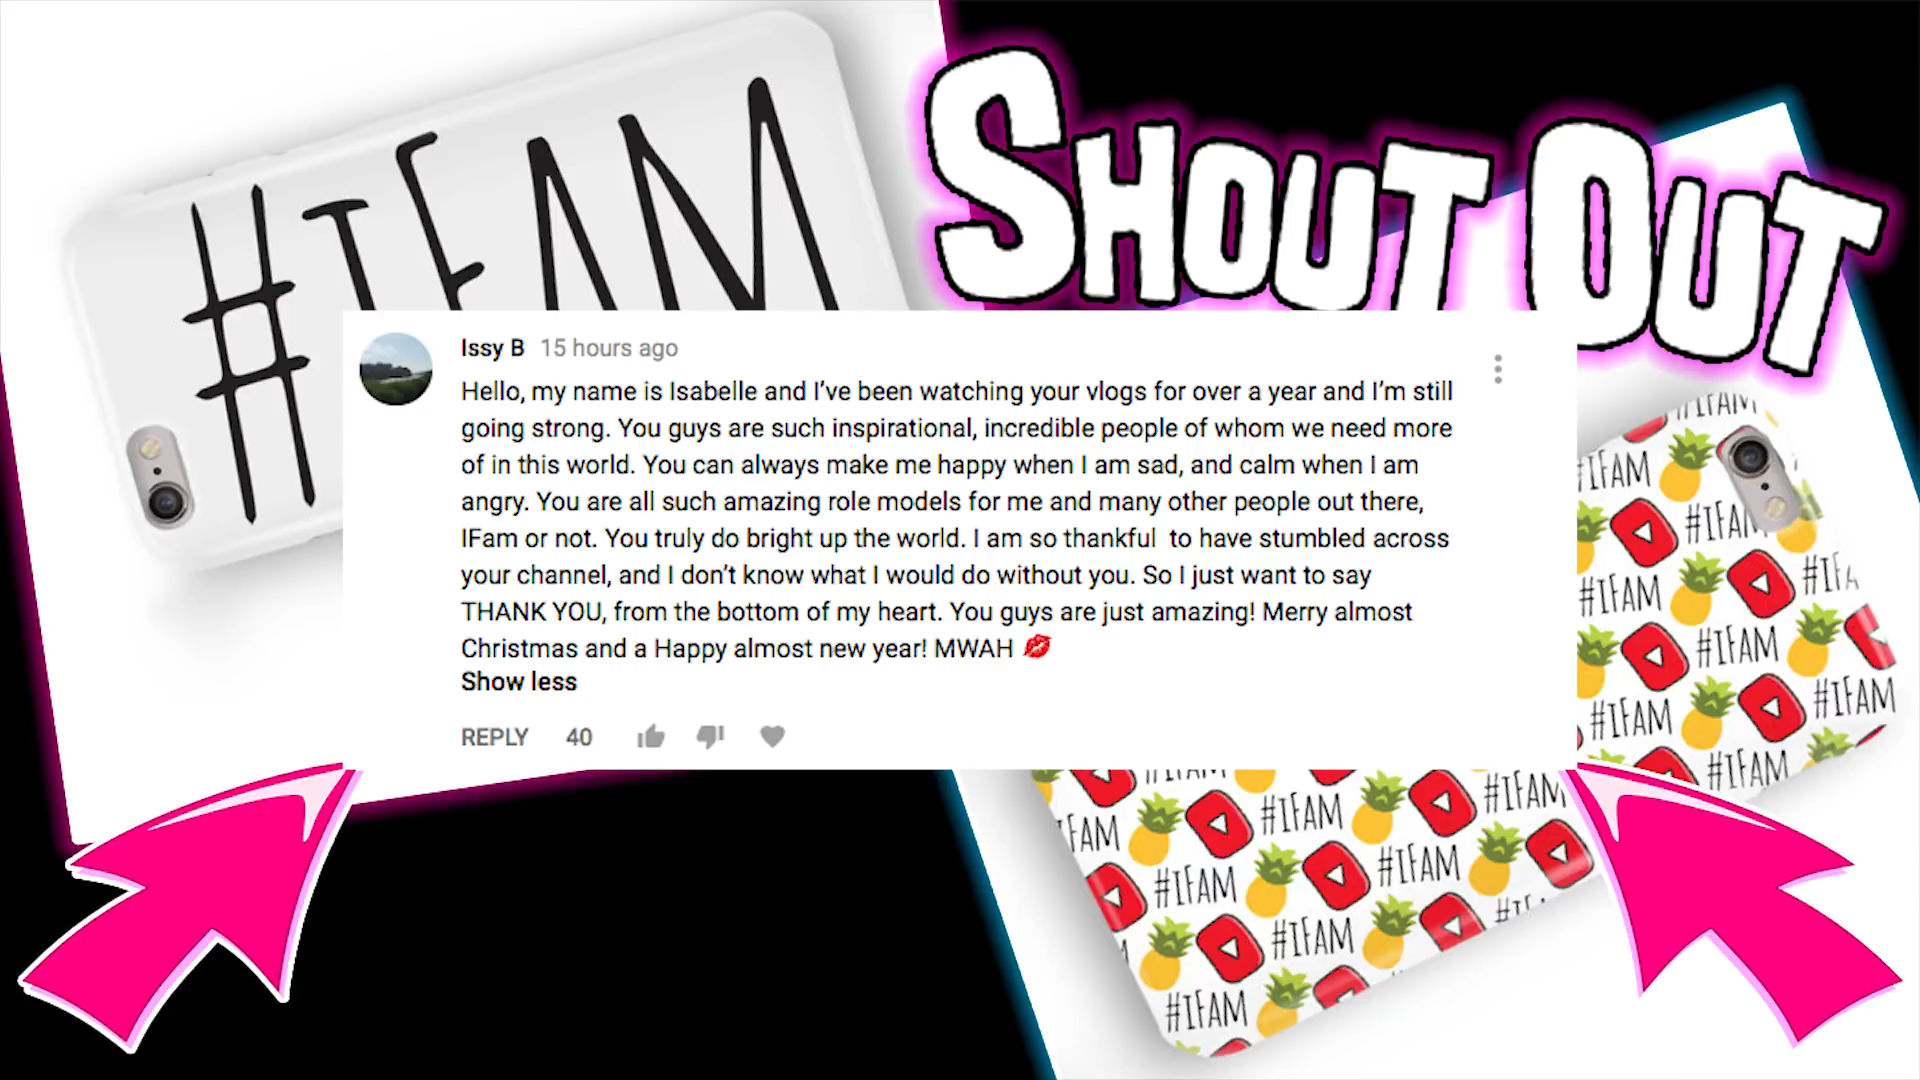 #IFAM
SHOUT OUT
Issy B 15 hours ago
Hello, my name is Isabelle and I've been watching your vlogs for over a year and I'm still
going strong. You guys are such inspirational, incredible people of whom we need more
of in this world. You can always make me happy when I am sad, and calm when I am
angry. You are all such amazing role models for me and many other people out there,
IFam or not. You truly do bright up the world. I am so thankful  to have stumbled across
your channel, and I don't know what I would do without you. So I just want to say
THANK YOU, from the bottom of my heart. You guys are just amazing! Merry almost
Christmas and a Happy almost new year! MWAH 💋
Show less
REPLY 40
#IFAM
#IFAM
#IFAM
#IFAM
#IFAM #IFAM
#IFAM
#IFAM #IFAM
#IFAM #IFAM
#IFAM
#IFAM